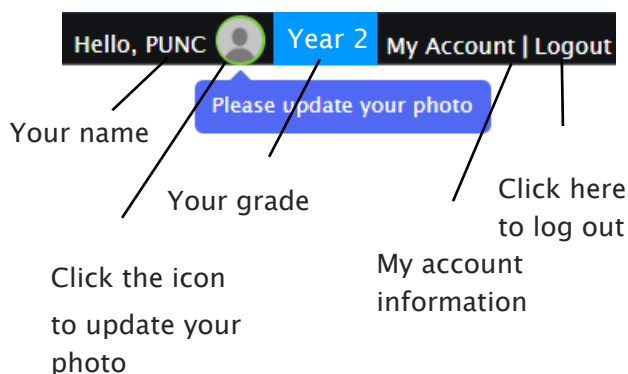 Hello, PUNC Year 2 My Account | Logout
Please update your photo
Your name
Your grade
Click here
to log out
My account
information
Click the icon
to update your
photo